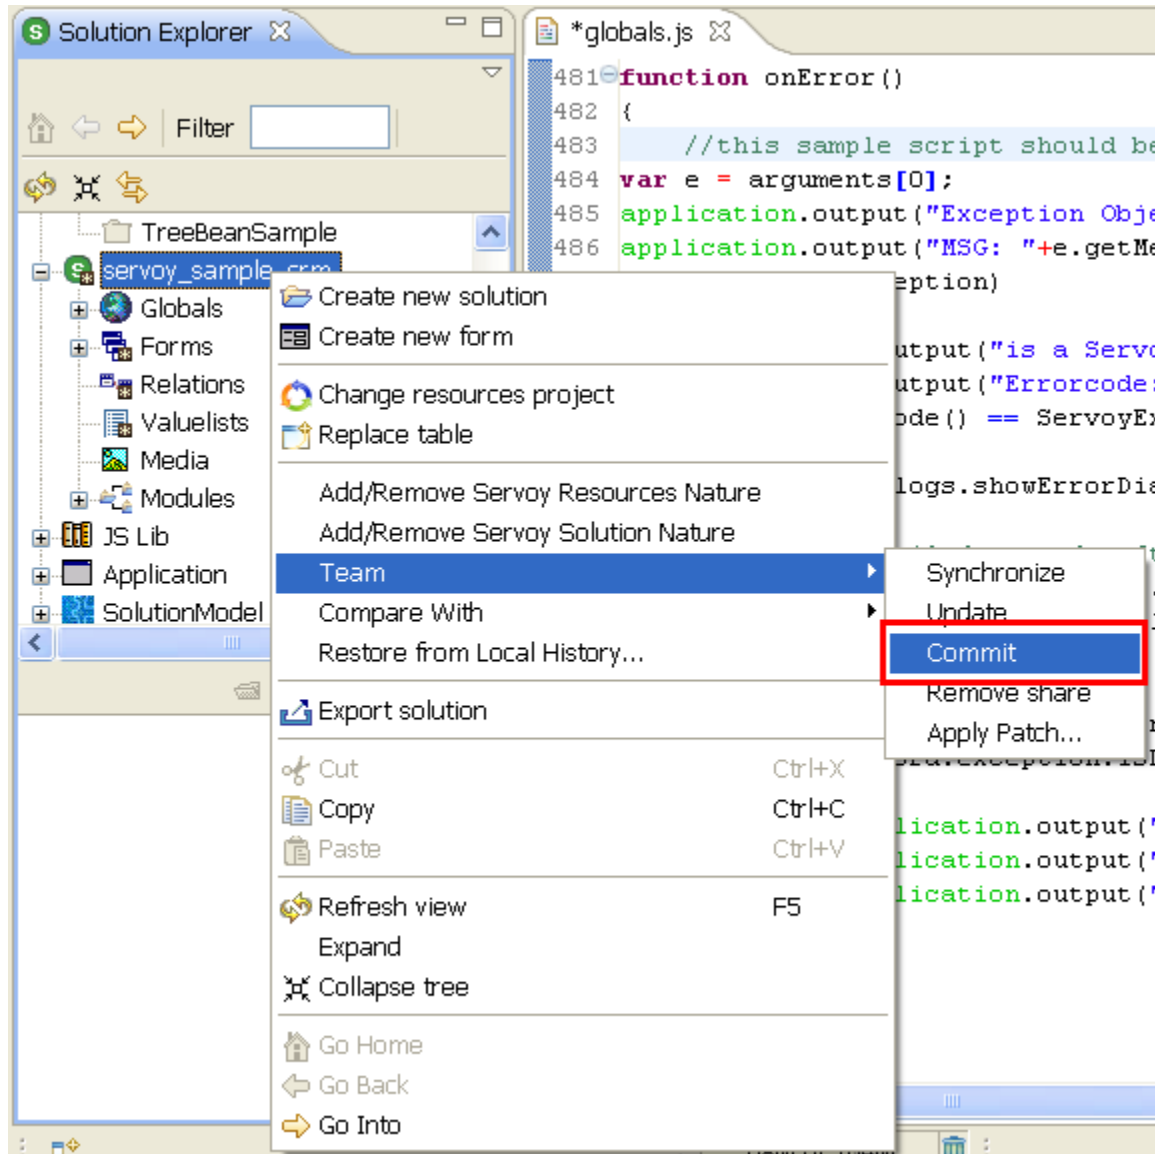 Solution Explorer
Filter
TreeBeanSample
servoy_sample_crm
Globals
Forms
Relations
Valuelists
Media
Modules
JS Lib
Application
SolutionModel
*globals.js
481 function onError()
482 {
483 //this sample script should be
484 var e = arguments[0];
485 application.output("Exception Obje
486 application.output("MSG: "+e.getMe
eption)
utput("is a Servo
utput("Errorcode:
ode() == ServoyEx
logs.showErrorDia
lication.output("
lication.output("
lication.output("
Create new solution
Create new form
Change resources project
Replace table
Add/Remove Servoy Resources Nature
Add/Remove Servoy Solution Nature
Team
Compare With
Restore from Local History...
Export solution
Cut Ctrl+X
Copy Ctrl+C
Paste Ctrl+V
Refresh view F5
Expand
Collapse tree
Go Home
Go Back
Go Into
Synchronize
Update
Commit
Remove share
Apply Patch...